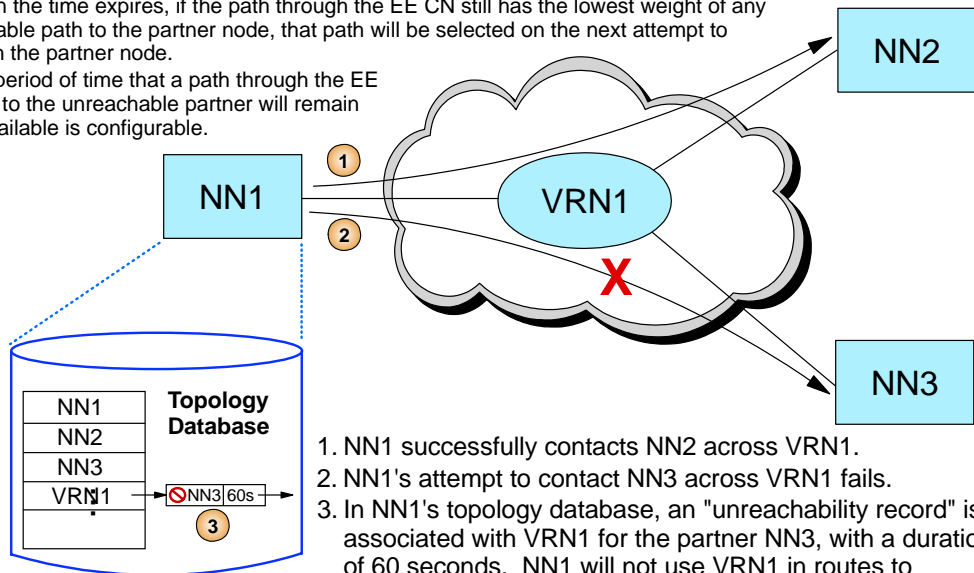 n the time expires, if the path through the EE CN still has the lowest weight of any
able path to the partner node, that path will be selected on the next attempt to
n the partner node.
period of time that a path through the EE
to the unreachable partner will remain
ailable is configurable.
NN2
1
NN1
VRN1
2
X
NN3
Topology
Database
NN1
NN2
NN3
VRN1
NN3 60s
3
1. NN1 successfully contacts NN2 across VRN1.
2. NN1's attempt to contact NN3 across VRN1 fails.
3. In NN1's topology database, an "unreachability record" is
associated with VRN1 for the partner NN3, with a duratio
of 60 seconds. NN1 will not use VRN1 in routes to